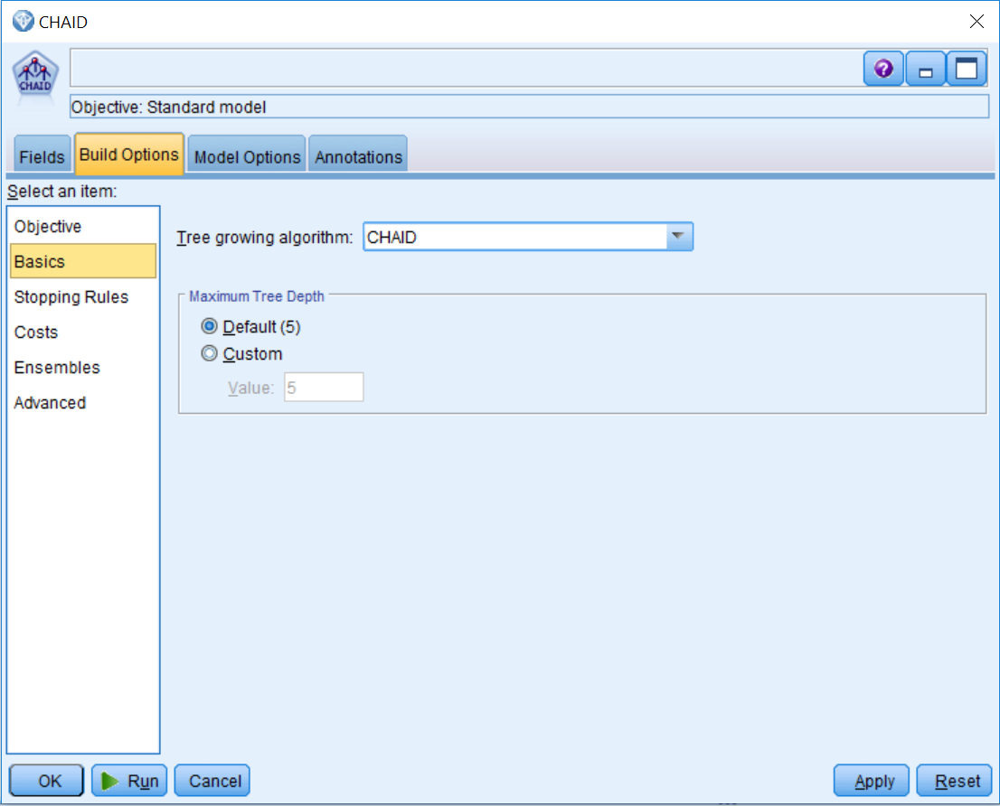 CHAID
CHAID
Objective: Standard model
Fields Build Options Model Options Annotations
Select an item:
Objective
Basics
Stopping Rules
Costs
Ensembles
Advanced
Tree growing algorithm: CHAID
Maximum Tree Depth
Default (5)
Custom
Value: 5
OK Run Cancel Apply Reset